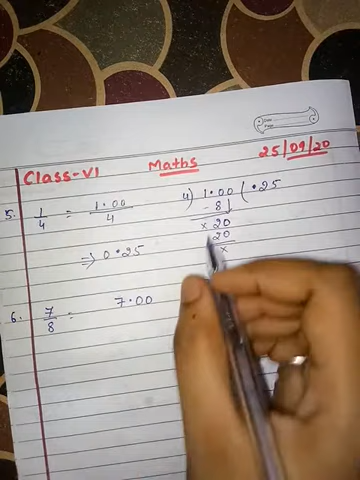 Date
Page
Class-VI Maths 25/09/20
5. 1/4 = 1.00/4
4) 1.00 ( .25
- 8
× 20
20
×
⇒ 0.25
6. 7/8 = 7.00